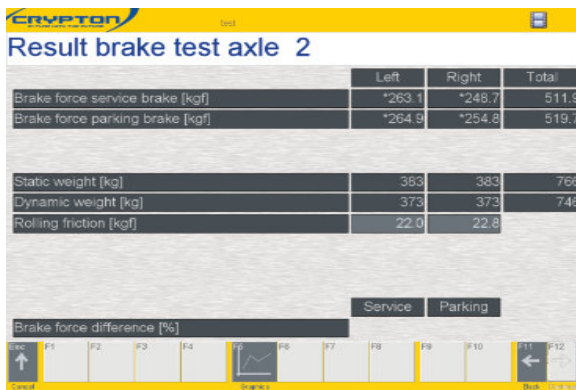 CRYPTON
test
Result brake test axle 2
Left Right Total
Brake force service brake [kgf] *263.1 *248.7 511.9
Brake force parking brake [kgf] *264.9 *254.8 519.7
Static weight [kg] 383 383 766
Dynamic weight [kg] 373 373 746
Rolling friction [kgf] 22.0 22.8
Service Parking
Brake force difference [%]
Esc F1 F2 F3 F4 F5 F6 F7 F8 F9 F10 F11 F12
Cancel Graphics Back Continue